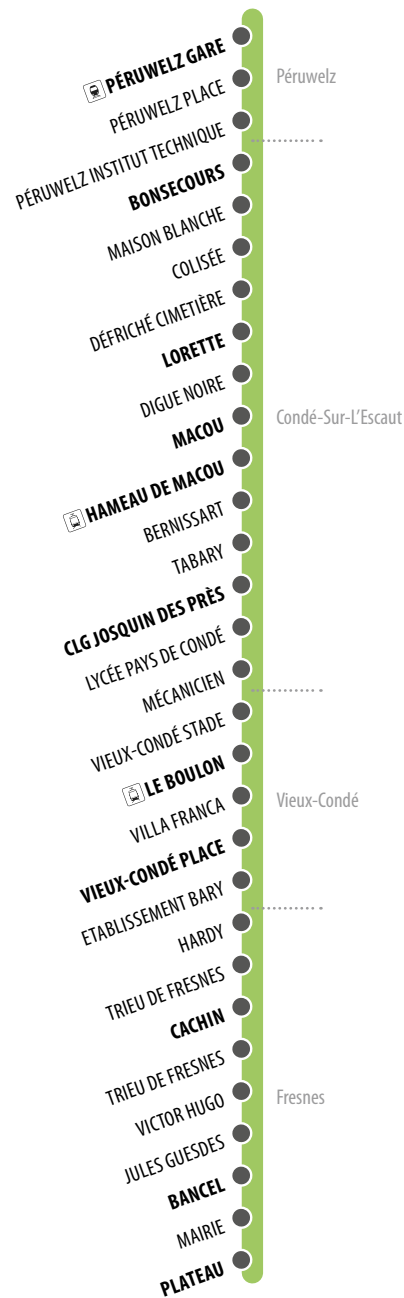 PÉRUWELZ GARE
Péruwelz
PÉRUWELZ PLACE
PÉRUWELZ INSTITUT TECHNIQUE
BONSECOURS
MAISON BLANCHE
COLISÉE
DÉFRICHÉ CIMETIÈRE
LORETTE
DIGUE NOIRE
Condé-Sur-L'Escaut
MACOU
HAMEAU DE MACOU
BERNISSART
TABARY
CLG JOSQUIN DES PRÈS
LYCÉE PAYS DE CONDÉ
MÉCANICIEN
VIEUX-CONDÉ STADE
LE BOULON
Vieux-Condé
VILLA FRANCA
VIEUX-CONDÉ PLACE
ETABLISSEMENT BARY
HARDY
TRIEU DE FRESNES
CACHIN
TRIEU DE FRESNES
Fresnes
VICTOR HUGO
JULES GUESDES
BANCEL
MAIRIE
PLATEAU